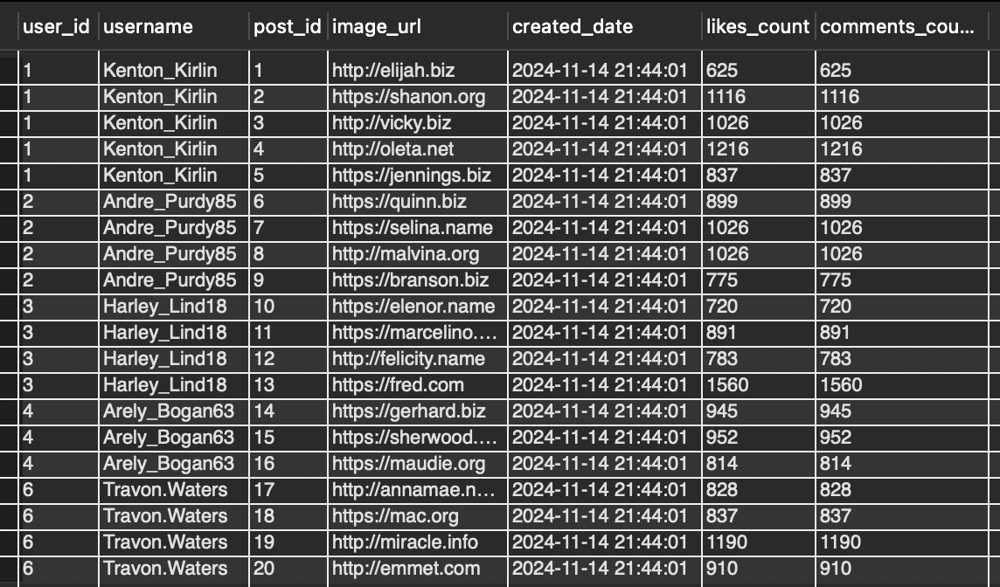 user_id username post_id image_url created_date likes_count comments_cou...
1 Kenton_Kirlin 1 http://elijah.biz 2024-11-14 21:44:01 625 625
1 Kenton_Kirlin 2 https://shanon.org 2024-11-14 21:44:01 1116 1116
1 Kenton_Kirlin 3 http://vicky.biz 2024-11-14 21:44:01 1026 1026
1 Kenton_Kirlin 4 http://oleta.net 2024-11-14 21:44:01 1216 1216
1 Kenton_Kirlin 5 https://jennings.biz 2024-11-14 21:44:01 837 837
2 Andre_Purdy85 6 https://quinn.biz 2024-11-14 21:44:01 899 899
2 Andre_Purdy85 7 https://selina.name 2024-11-14 21:44:01 1026 1026
2 Andre_Purdy85 8 http://malvina.org 2024-11-14 21:44:01 1026 1026
2 Andre_Purdy85 9 https://branson.biz 2024-11-14 21:44:01 775 775
3 Harley_Lind18 10 https://elenor.name 2024-11-14 21:44:01 720 720
3 Harley_Lind18 11 https://marcelino.... 2024-11-14 21:44:01 891 891
3 Harley_Lind18 12 http://felicity.name 2024-11-14 21:44:01 783 783
3 Harley_Lind18 13 https://fred.com 2024-11-14 21:44:01 1560 1560
4 Arely_Bogan63 14 https://gerhard.biz 2024-11-14 21:44:01 945 945
4 Arely_Bogan63 15 https://sherwood.... 2024-11-14 21:44:01 952 952
4 Arely_Bogan63 16 https://maudie.org 2024-11-14 21:44:01 814 814
6 Travon.Waters 17 http://annamae.n... 2024-11-14 21:44:01 828 828
6 Travon.Waters 18 https://mac.org 2024-11-14 21:44:01 837 837
6 Travon.Waters 19 http://miracle.info 2024-11-14 21:44:01 1190 1190
6 Travon.Waters 20 http://emmet.com 2024-11-14 21:44:01 910 910